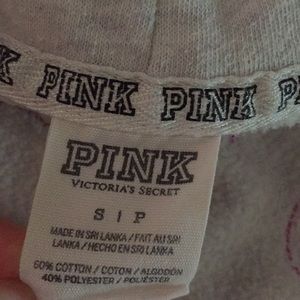 PINK PINK
PINK
VICTORIA'S SECRET
S | P
MADE IN SRI LANKA / FAIT AU SRI
LANKA / HECHO EN SRI LANKA
60% COTTON / COTON / ALGODÓN
40% POLYESTER / POLYESTER